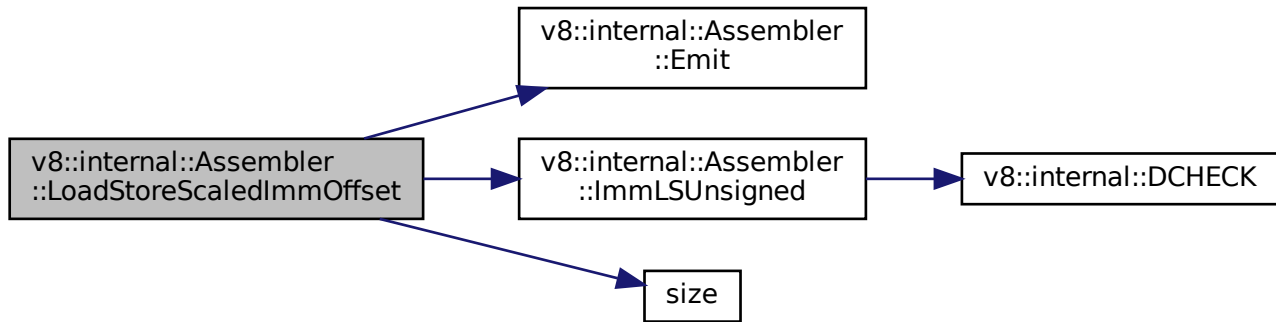 v8::internal::Assembler
::Emit
v8::internal::Assembler
::LoadStoreScaledImmOffset
v8::internal::Assembler
::ImmLSUnsigned
v8::internal::DCHECK
size